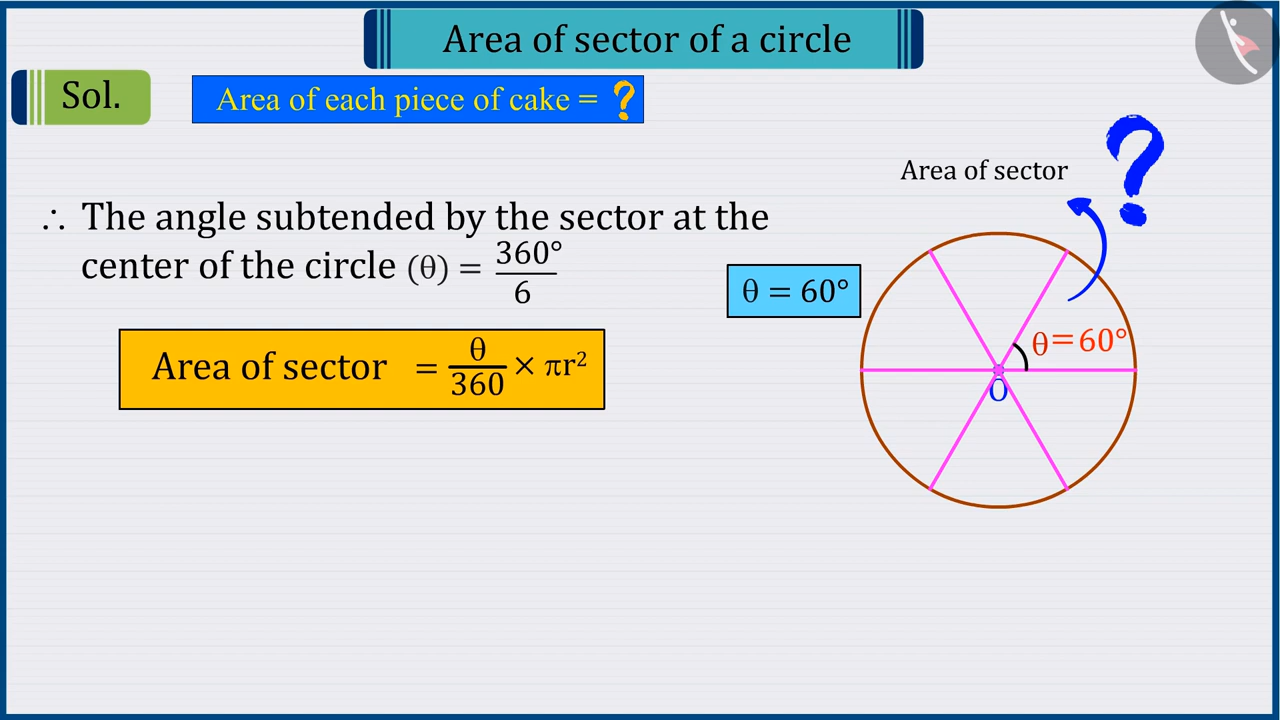 Area of sector of a circle
Sol.
Area of each piece of cake = ?
Area of sector ?
∴ The angle subtended by the sector at the
center of the circle (θ) = 360°/6
θ = 60°
θ = 60°
Area of sector = θ/360 × πr²
O